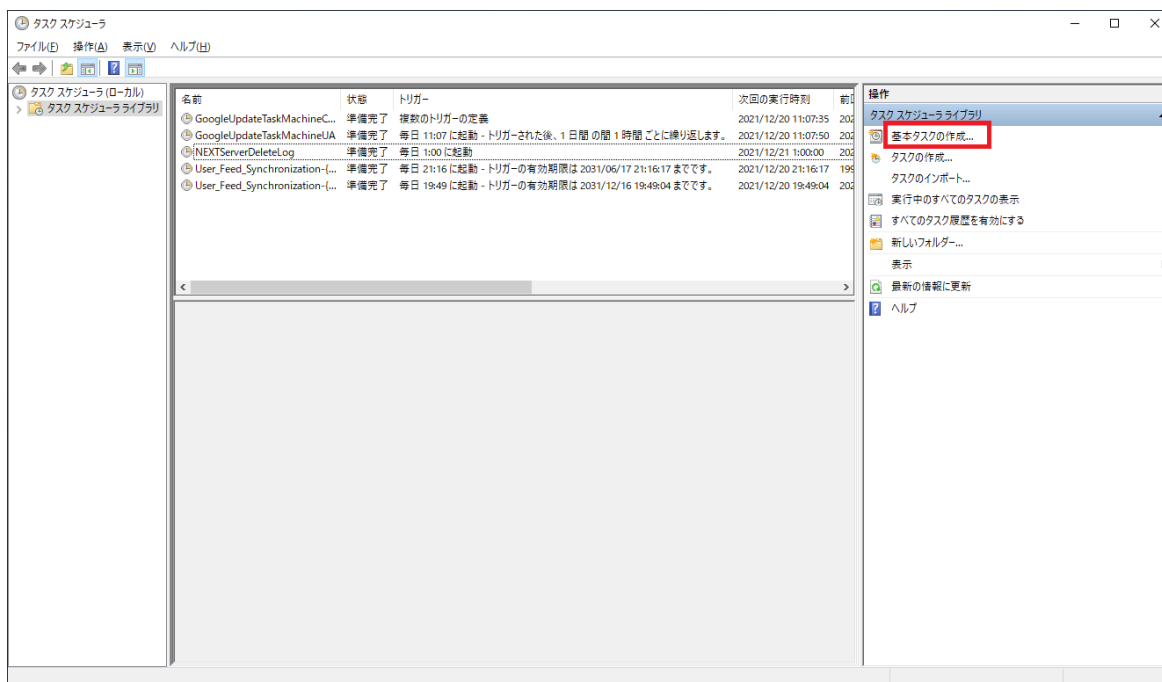 タスク スケジューラ
ファイル(F) 操作(A) 表示(V) ヘルプ(H)
タスク スケジューラ (ローカル)
タスク スケジューラ ライブラリ
名前 状態 トリガー 次回の実行時刻
GoogleUpdateTaskMachineC... 準備完了 複数のトリガーの定義 2021/12/20 11:07:35 202
GoogleUpdateTaskMachineUA 準備完了 毎日 11:07 に起動 - トリガーされた後、1 日間 の間 1 時間 ごとに繰り返します。 2021/12/20 11:07:50 202
NEXTServerDeleteLog 準備完了 毎日 1:00 に起動 2021/12/21 1:00:00 202
User_Feed_Synchronization-{... 準備完了 毎日 21:16 に起動 - トリガーの有効期限は 2031/06/17 21:16:17 までです。 2021/12/20 21:16:17 199
User_Feed_Synchronization-{... 準備完了 毎日 19:49 に起動 - トリガーの有効期限は 2031/12/16 19:49:04 までです。 2021/12/20 19:49:04 202
操作
タスク スケジューラ ライブラリ
基本タスクの作成...
タスクの作成...
タスクのインポート...
実行中のすべてのタスクの表示
すべてのタスク履歴を有効にする
新しいフォルダー...
表示
最新の情報に更新
ヘルプ